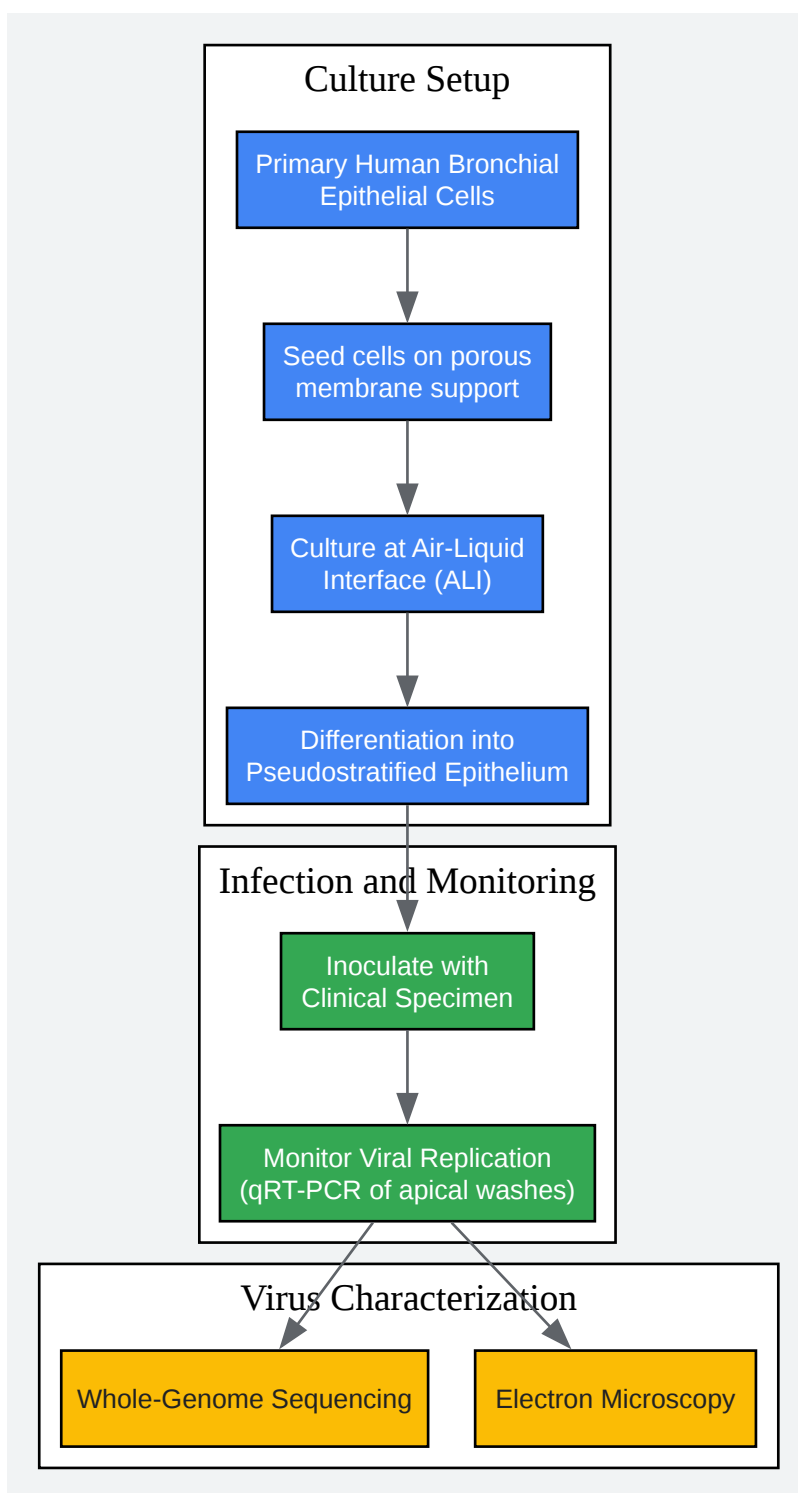 Culture Setup
Primary Human Bronchial
Epithelial Cells
Seed cells on porous
membrane support
Culture at Air-Liquid
Interface (ALI)
Differentiation into
Pseudostratified Epithelium
Infection and Monitoring
Inoculate with
Clinical Specimen
Monitor Viral Replication
(qRT-PCR of apical washes)
Virus Characterization
Whole-Genome Sequencing
Electron Microscopy